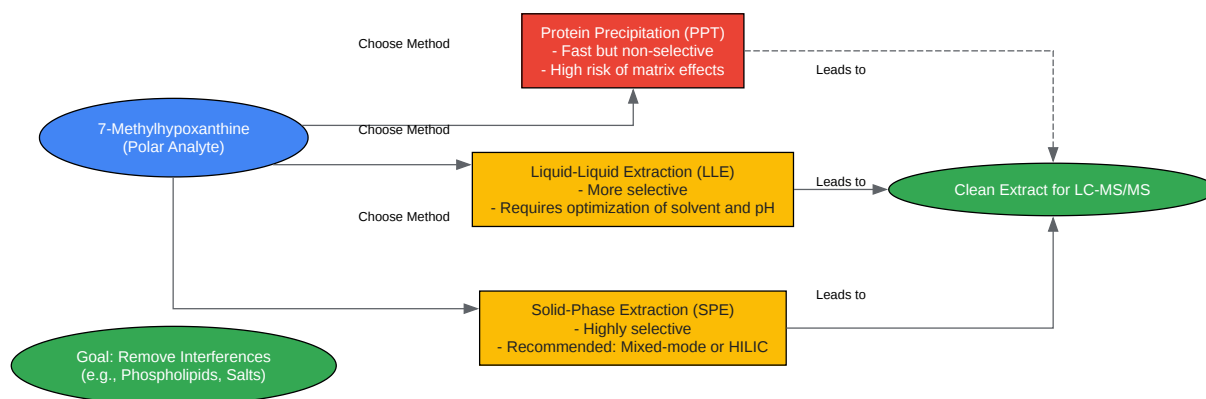 Choose Method
Protein Precipitation (PPT)
- Fast but non-selective
- High risk of matrix effects
Leads to
7-Methylhypoxanthine
(Polar Analyte)
Choose Method
Liquid-Liquid Extraction (LLE)
- More selective
- Requires optimization of solvent and pH
Leads to
Clean Extract for LC-MS/MS
Choose Method
Solid-Phase Extraction (SPE)
- Highly selective
- Recommended: Mixed-mode or HILIC
Leads to
Goal: Remove Interferences
(e.g., Phospholipids, Salts)